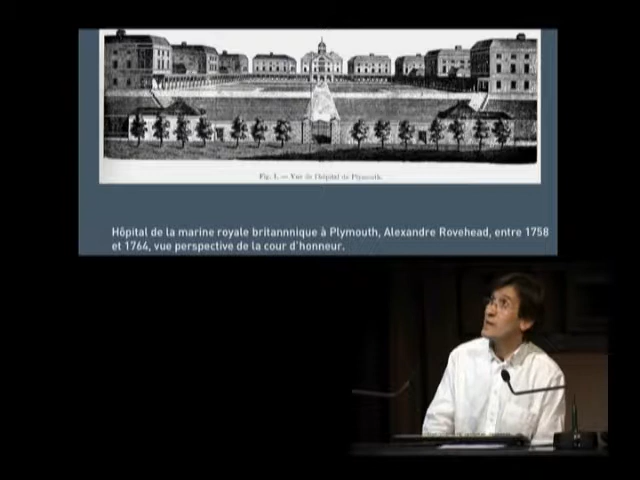 Fig. 1. — Vue de l'hôpital de Plymouth.
Hôpital de la marine royale britannnique à Plymouth, Alexandre Rovehead, entre 1758
et 1764, vue perspective de la cour d'honneur.